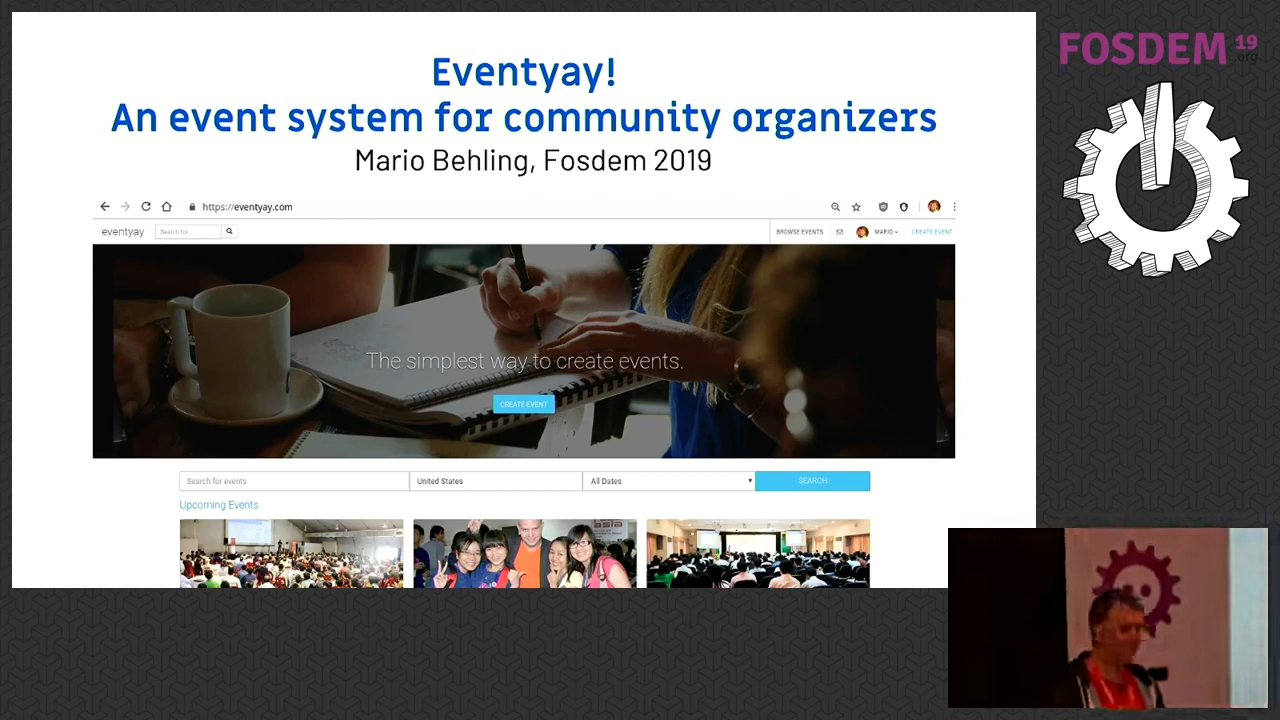 Eventyay!
An event system for community organizers
Mario Behling, Fosdem 2019
https://eventyay.com
eventyay
Search for...
BROWSE EVENTS
MARIO
CREATE EVENT
The simplest way to create events.
CREATE EVENT
Search for events
United States
All Dates
SEARCH
Upcoming Events
FOSDEM 19
.org